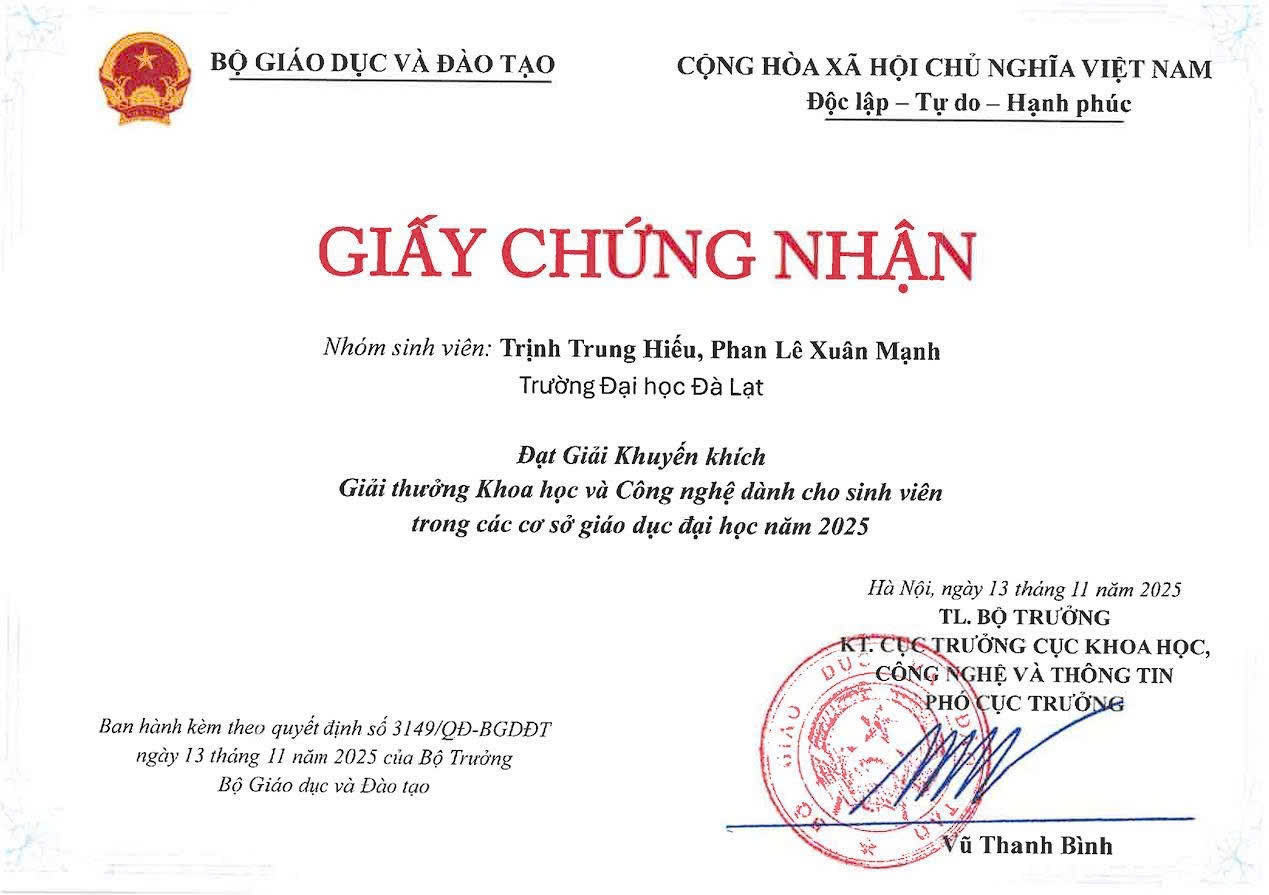 BỘ GIÁO DỤC VÀ ĐÀO TẠO
CỘNG HÒA XÃ HỘI CHỦ NGHĨA VIỆT NAM
Độc lập – Tự do – Hạnh phúc
GIẤY CHỨNG NHẬN
Nhóm sinh viên: Trịnh Trung Hiếu, Phan Lê Xuân Mạnh
Trường Đại học Đà Lạt
Đạt Giải Khuyến khích
Giải thưởng Khoa học và Công nghệ dành cho sinh viên
trong các cơ sở giáo dục đại học năm 2025
Hà Nội, ngày 13 tháng 11 năm 2025
TL. BỘ TRƯỞNG
KT. CỤC TRƯỞNG CỤC KHOA HỌC,
CÔNG NGHỆ VÀ THÔNG TIN
PHÓ CỤC TRƯỞNG
BỘ GIÁO DỤC VÀ ĐÀO TẠO
Vũ Thanh Bình
Ban hành kèm theo quyết định số 3149/QĐ-BGDĐT
ngày 13 tháng 11 năm 2025 của Bộ Trưởng
Bộ Giáo dục và Đào tạo